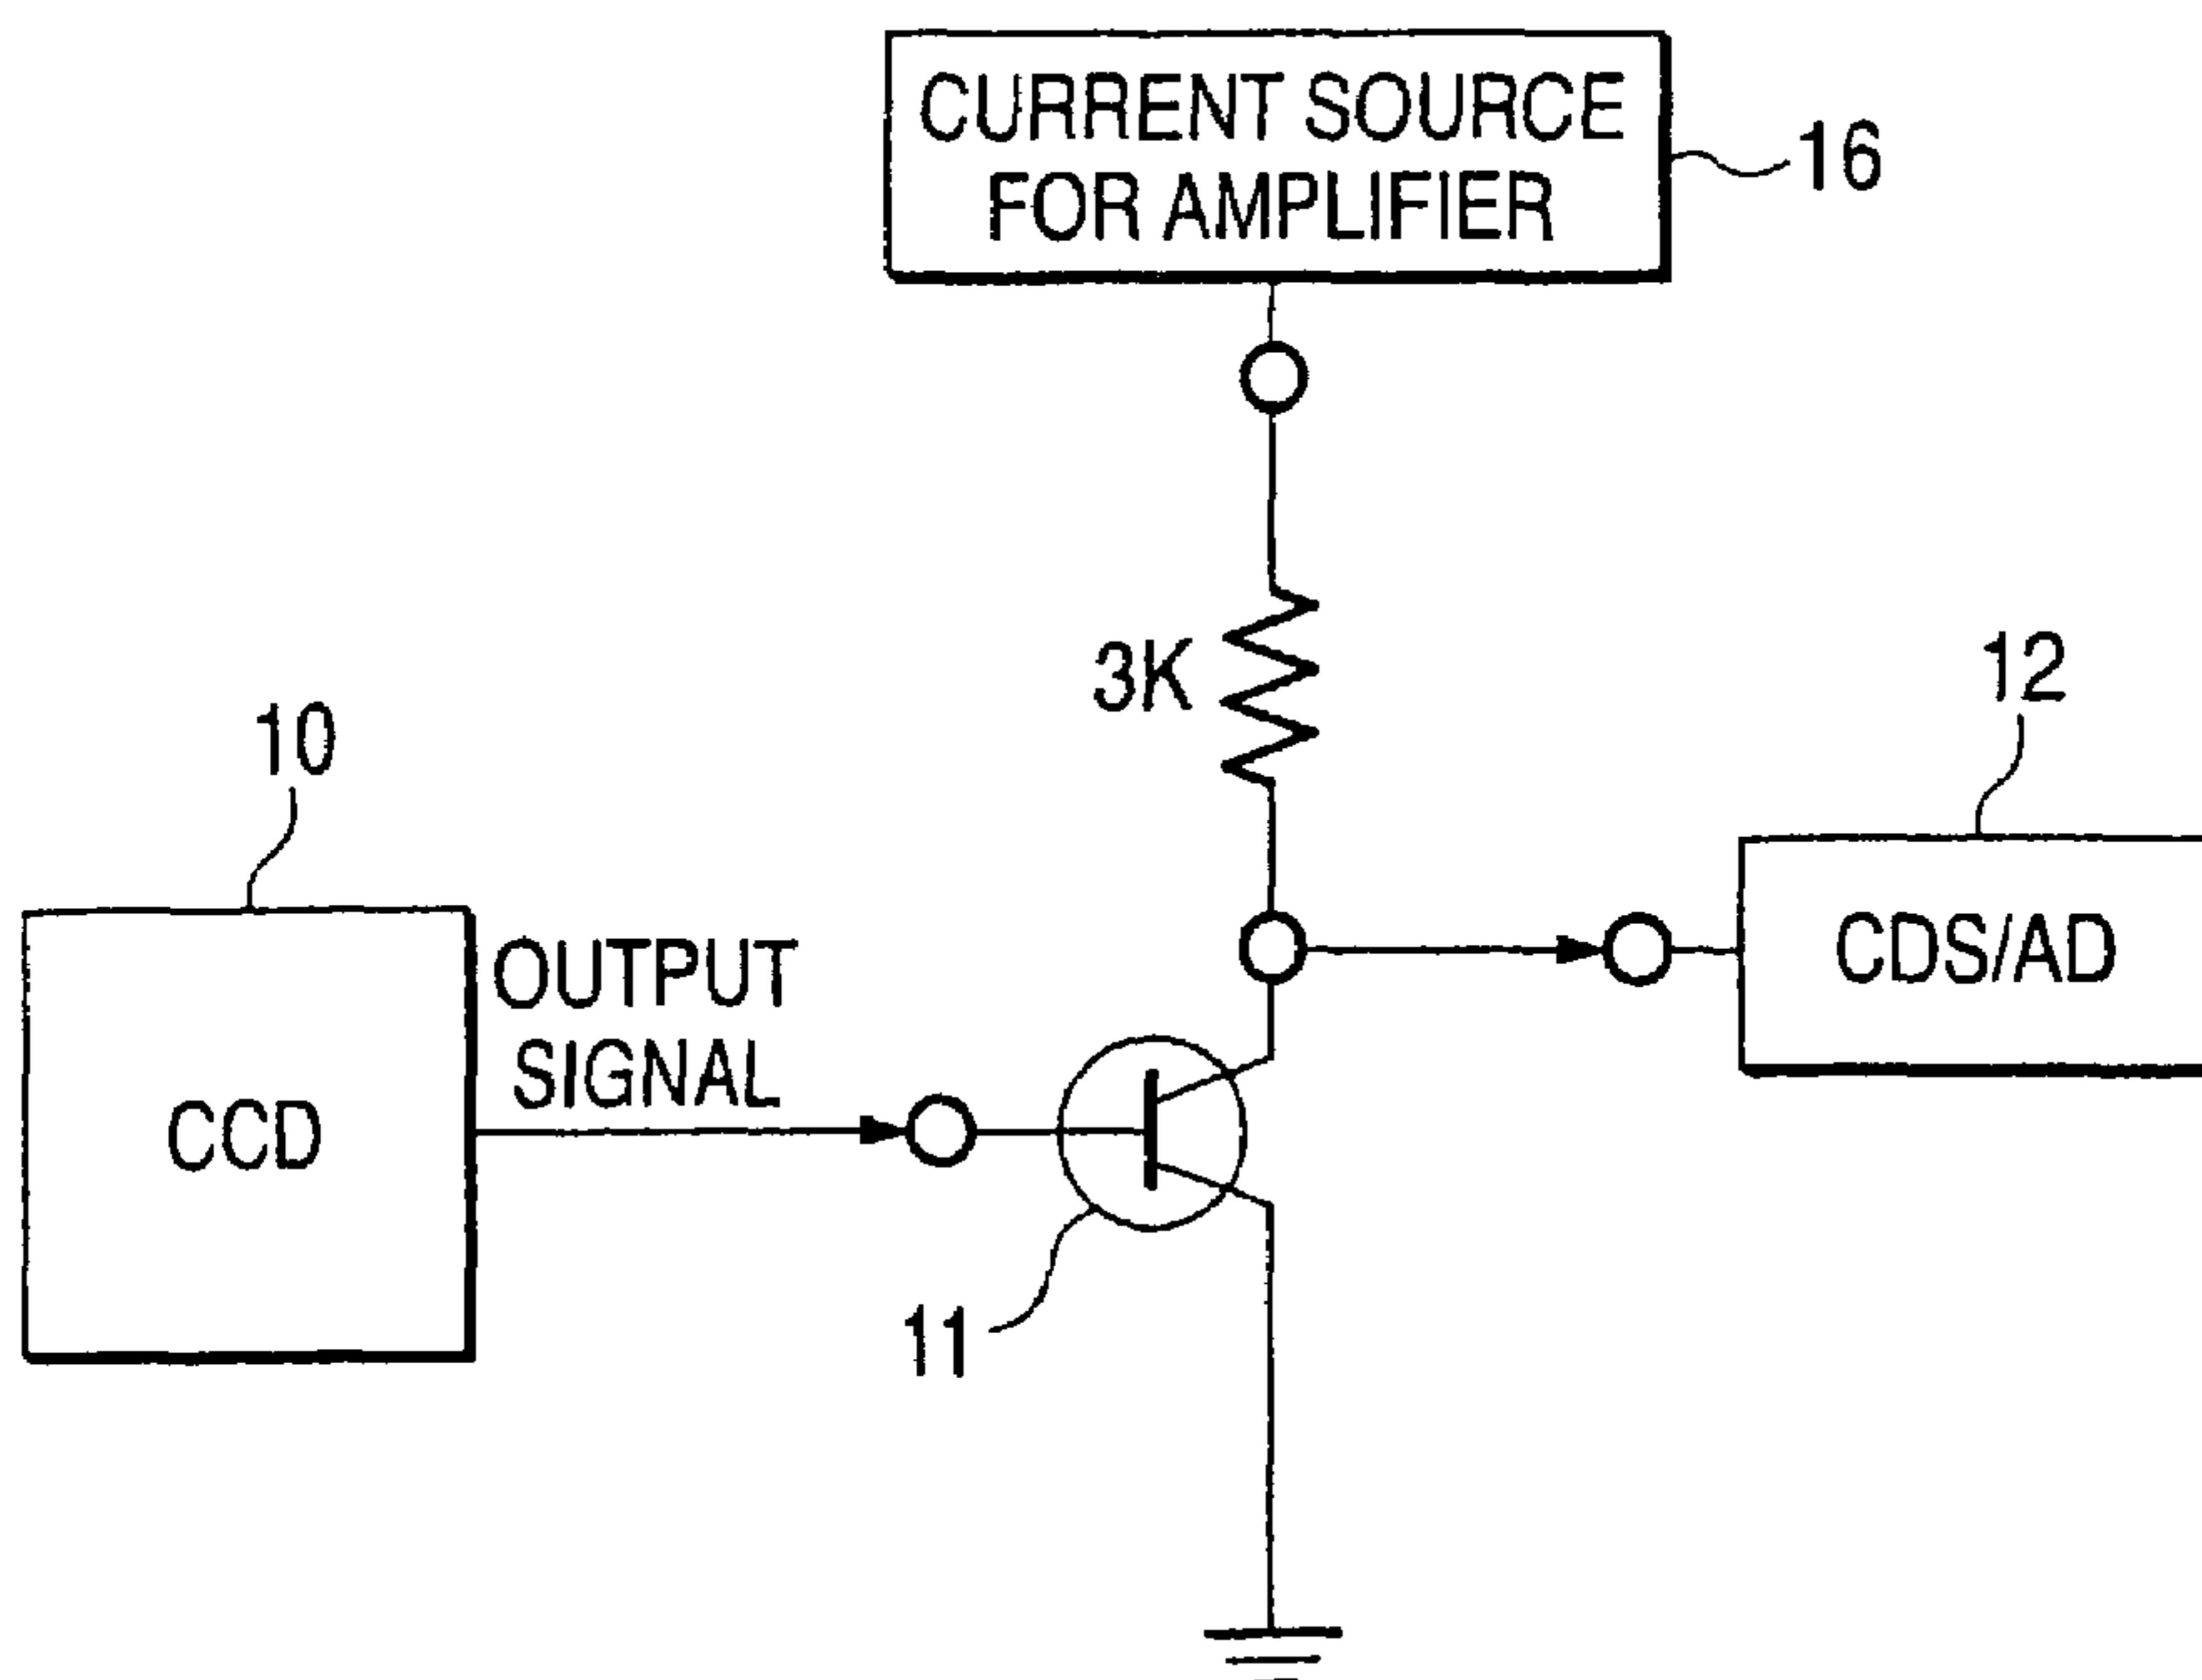 CURRENT SOURCE
FOR AMPLIFIER
16
3K
12
10
OUTPUT
SIGNAL
CDS/AD
CCD
11